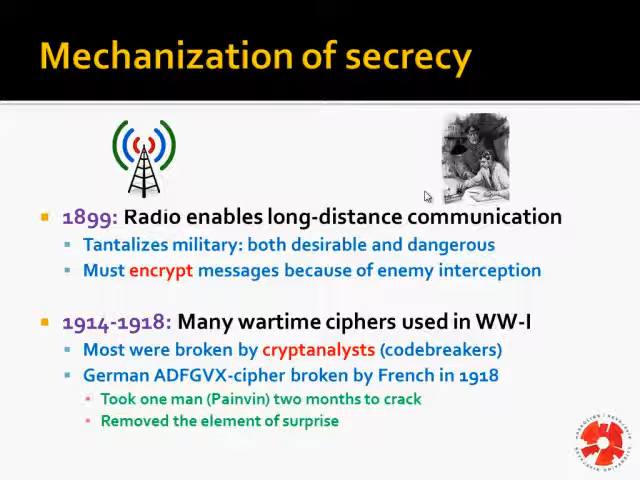 Mechanization of secrecy
1899: Radio enables long-distance communication
Tantalizes military: both desirable and dangerous
Must encrypt messages because of enemy interception
1914-1918: Many wartime ciphers used in WW-I
Most were broken by cryptanalysts (codebreakers)
German ADFGVX-cipher broken by French in 1918
Took one man (Painvin) two months to crack
Removed the element of surprise